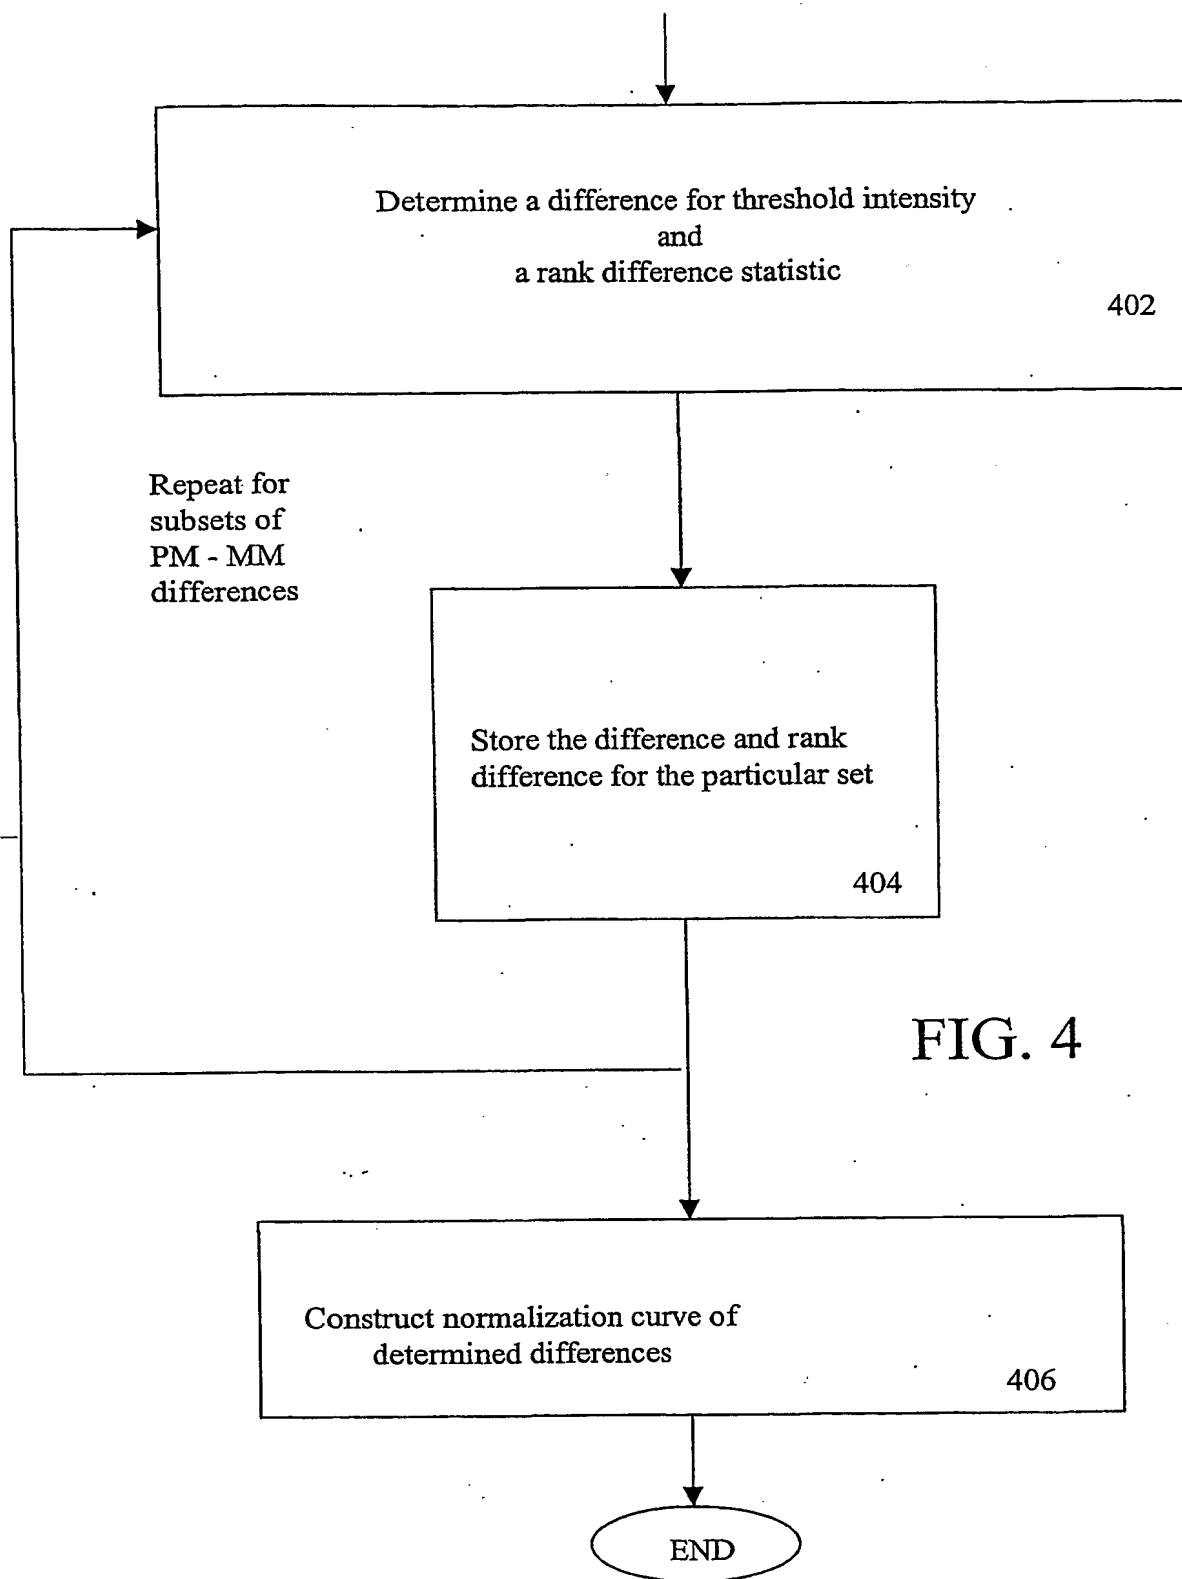 Determine a difference for threshold intensity
and
a rank difference statistic
402
Repeat for
subsets of
PM - MM
differences
Store the difference and rank
difference for the particular set
404
FIG. 4
Construct normalization curve of
determined differences
406
END